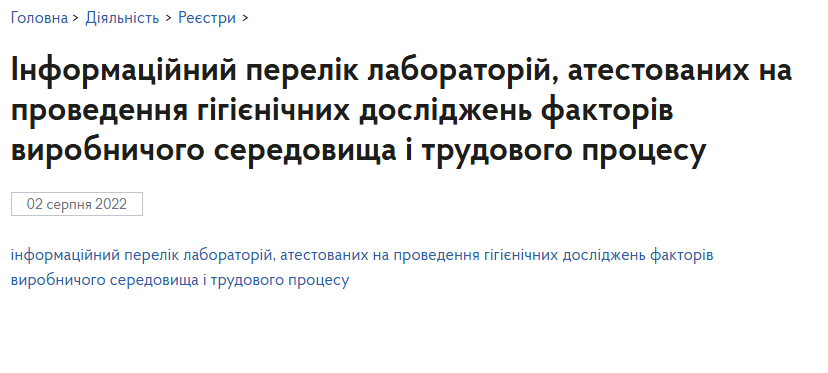 Головна > Діяльність > Реєстри >
Інформаційний перелік лабораторій, атестованих на
проведення гігієнічних досліджень факторів
виробничого середовища і трудового процесу
02 серпня 2022
інформаційний перелік лабораторій, атестованих на проведення гігієнічних досліджень факторів
виробничого середовища і трудового процесу